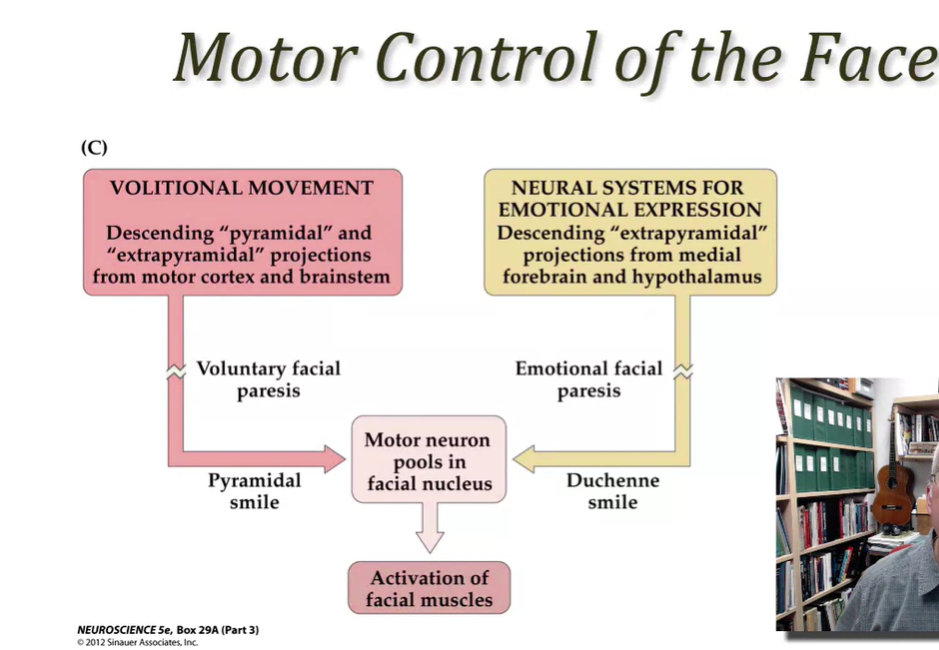 Motor Control of the Face
(C)
VOLITIONAL MOVEMENT
Descending “pyramidal” and
“extrapyramidal” projections
from motor cortex and brainstem
NEURAL SYSTEMS FOR
EMOTIONAL EXPRESSION
Descending “extrapyramidal”
projections from medial
forebrain and hypothalamus
Voluntary facial
paresis
Emotional facial
paresis
Motor neuron
pools in
facial nucleus
Pyramidal
smile
Duchenne
smile
Activation of
facial muscles
NEUROSCIENCE 5e, Box 29A (Part 3)
© 2012 Sinauer Associates, Inc.